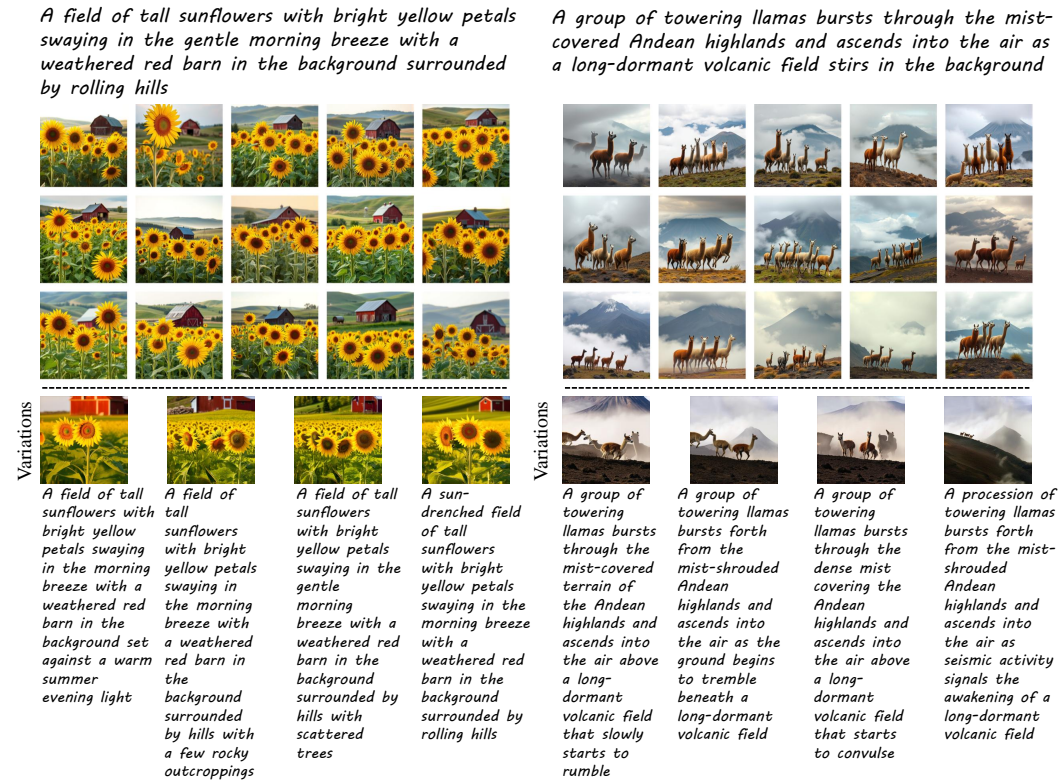 A field of tall sunflowers with bright yellow petals
swaying in the gentle morning breeze with a
weathered red barn in the background surrounded
by rolling hills
A group of towering llamas bursts through the mist-
covered Andean highlands and ascends into the air as
a long-dormant volcanic field stirs in the background
Variations
A field of tall
sunflowers with
bright yellow
petals swaying
in the morning
breeze with a
weathered red
barn in the
background set
against a warm
summer
evening light
A field of
tall
sunflowers
with bright
yellow petals
swaying in
the morning
breeze with
a weathered
red barn in
the
background
surrounded
by hills with
a few rocky
outcroppings
A field of tall
sunflowers
with bright
yellow petals
swaying in the
gentle
morning
breeze with a
weathered red
barn in the
background
surrounded by
hills with
scattered
trees
A sun-
drenched field
of tall
sunflowers
with bright
yellow petals
swaying in the
morning breeze
with a
weathered red
barn in the
background
surrounded by
rolling hills
Variations
A group of
towering
llamas bursts
through the
mist-covered
terrain of
the Andean
highlands and
ascends into
the air above
a long-
dormant
volcanic field
that slowly
starts to
rumble
A group of
towering llamas
bursts forth
from the
mist-shrouded
Andean
highlands and
ascends into
the air as the
ground begins
to tremble
beneath a
long-dormant
volcanic field
A group of
towering
llamas bursts
through the
dense mist
covering the
Andean
highlands and
ascends into
the air above
a long-
dormant
volcanic field
that starts
to convulse
A procession of
towering llamas
bursts forth
from the mist-
shrouded
Andean
highlands and
ascends into
the air as
seismic activity
signals the
awakening of a
long-dormant
volcanic field